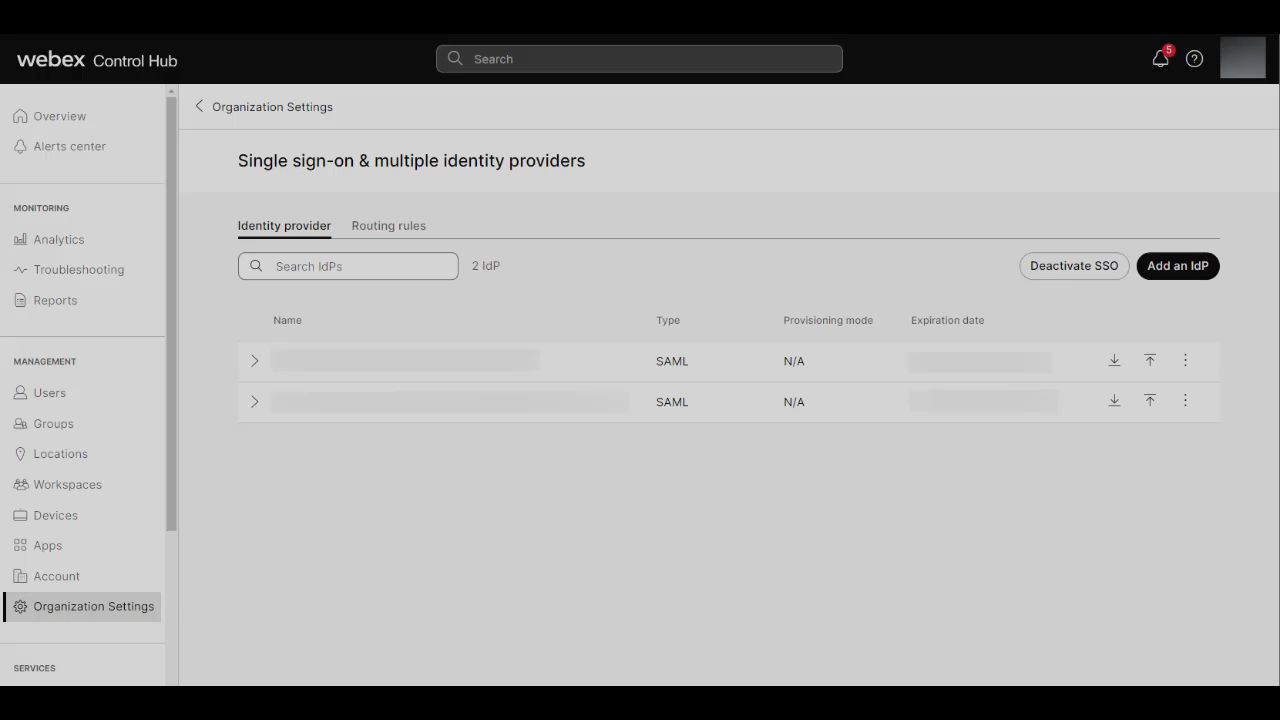 webex Control Hub
Search
5
Overview
Alerts center
MONITORING
Analytics
Troubleshooting
Reports
MANAGEMENT
Users
Groups
Locations
Workspaces
Devices
Apps
Account
Organization Settings
SERVICES
Organization Settings
Single sign-on & multiple identity providers
Identity provider Routing rules
Search IdPs 2 IdP Deactivate SSO Add an IdP
Name Type Provisioning mode Expiration date
SAML N/A
SAML N/A